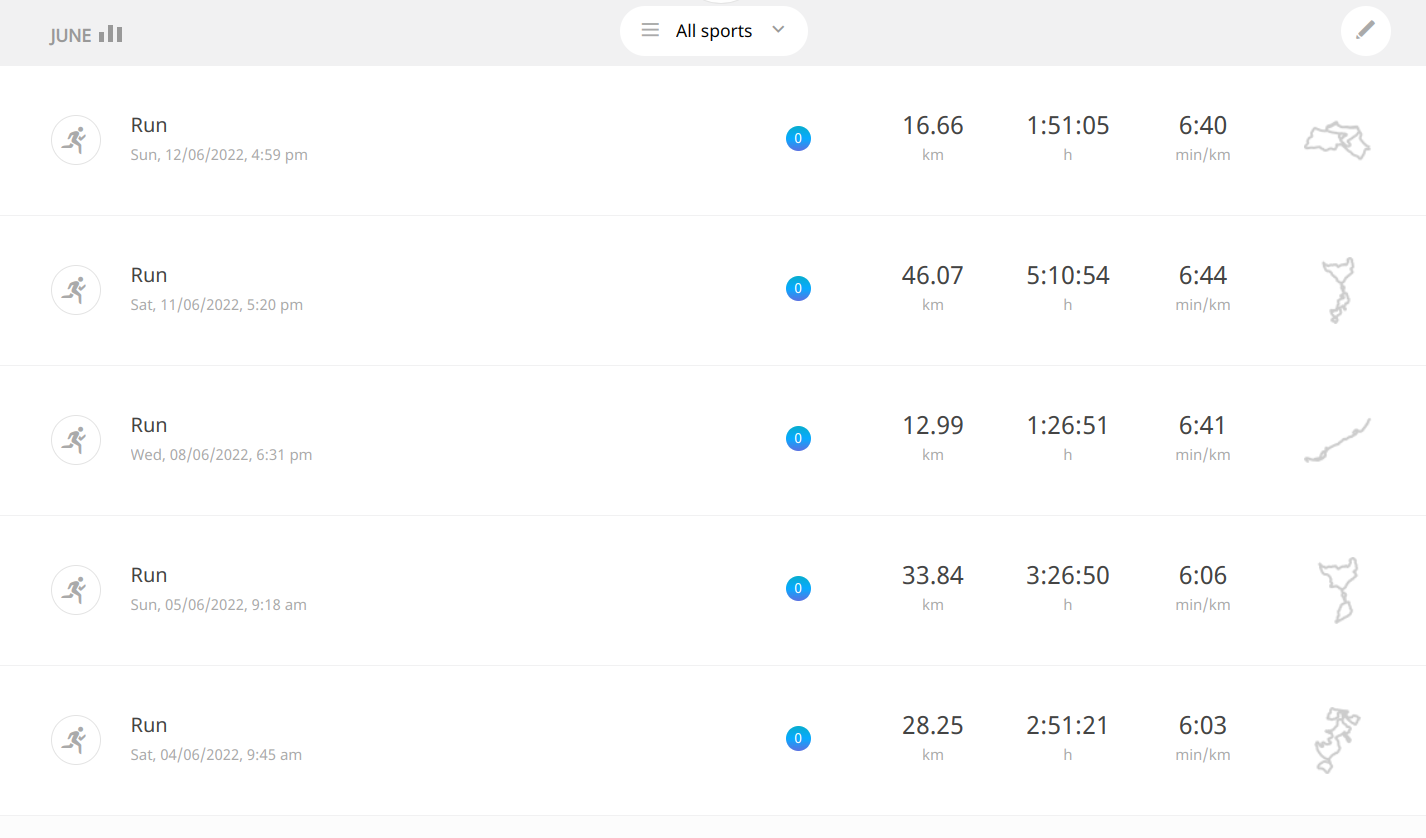 JUNE
All sports
Run
Sun, 12/06/2022, 4:59 pm
0
16.66
km
1:51:05
h
6:40
min/km
Run
Sat, 11/06/2022, 5:20 pm
0
46.07
km
5:10:54
h
6:44
min/km
Run
Wed, 08/06/2022, 6:31 pm
0
12.99
km
1:26:51
h
6:41
min/km
Run
Sun, 05/06/2022, 9:18 am
0
33.84
km
3:26:50
h
6:06
min/km
Run
Sat, 04/06/2022, 9:45 am
0
28.25
km
2:51:21
h
6:03
min/km